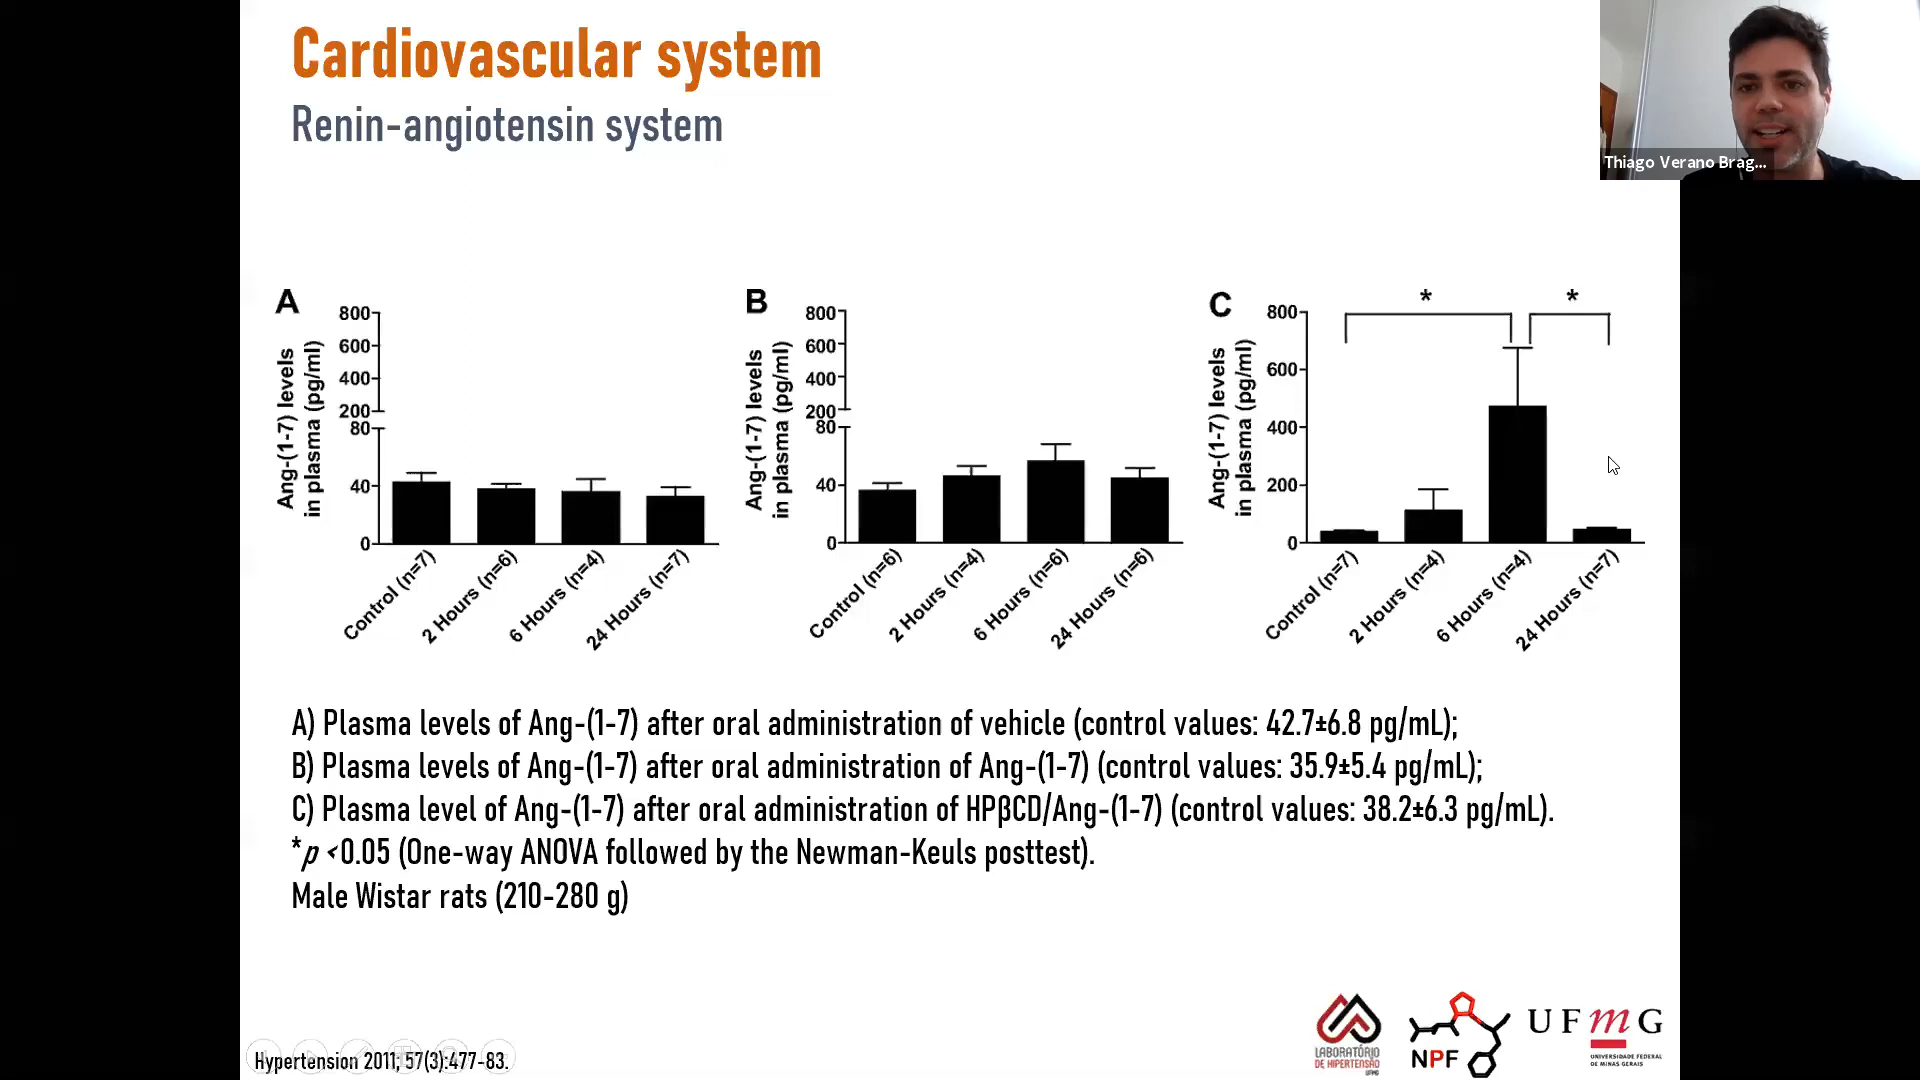 Cardiovascular system
Renin-angiotensin system
Thiago Verano Brag...
A
Ang-(1-7) levels
in plasma (pg/ml)
800
600
400
200
80
40
0
Control (n=7)
2 Hours (n=6)
6 Hours (n=4)
24 Hours (n=7)
B
Ang-(1-7) levels
in plasma (pg/ml)
800
600
400
200
80
40
0
Control (n=6)
2 Hours (n=4)
6 Hours (n=6)
24 Hours (n=6)
C
Ang-(1-7) levels
in plasma (pg/ml)
800
600
400
200
0
*
*
Control (n=7)
2 Hours (n=4)
6 Hours (n=4)
24 Hours (n=7)
A) Plasma levels of Ang-(1-7) after oral administration of vehicle (control values: 42.7±6.8 pg/mL);
B) Plasma levels of Ang-(1-7) after oral administration of Ang-(1-7) (control values: 35.9±5.4 pg/mL);
C) Plasma level of Ang-(1-7) after oral administration of HPβCD/Ang-(1-7) (control values: 38.2±6.3 pg/mL).
*p <0.05 (One-way ANOVA followed by the Newman-Keuls posttest).
Male Wistar rats (210-280 g)
Hypertension 2011; 57(3):477-83.
LABORATÓRIO
DE HIPERTENSÃO
UFMG
NPF
UFmG
UNIVERSIDADE FEDERAL
DE MINAS GERAIS